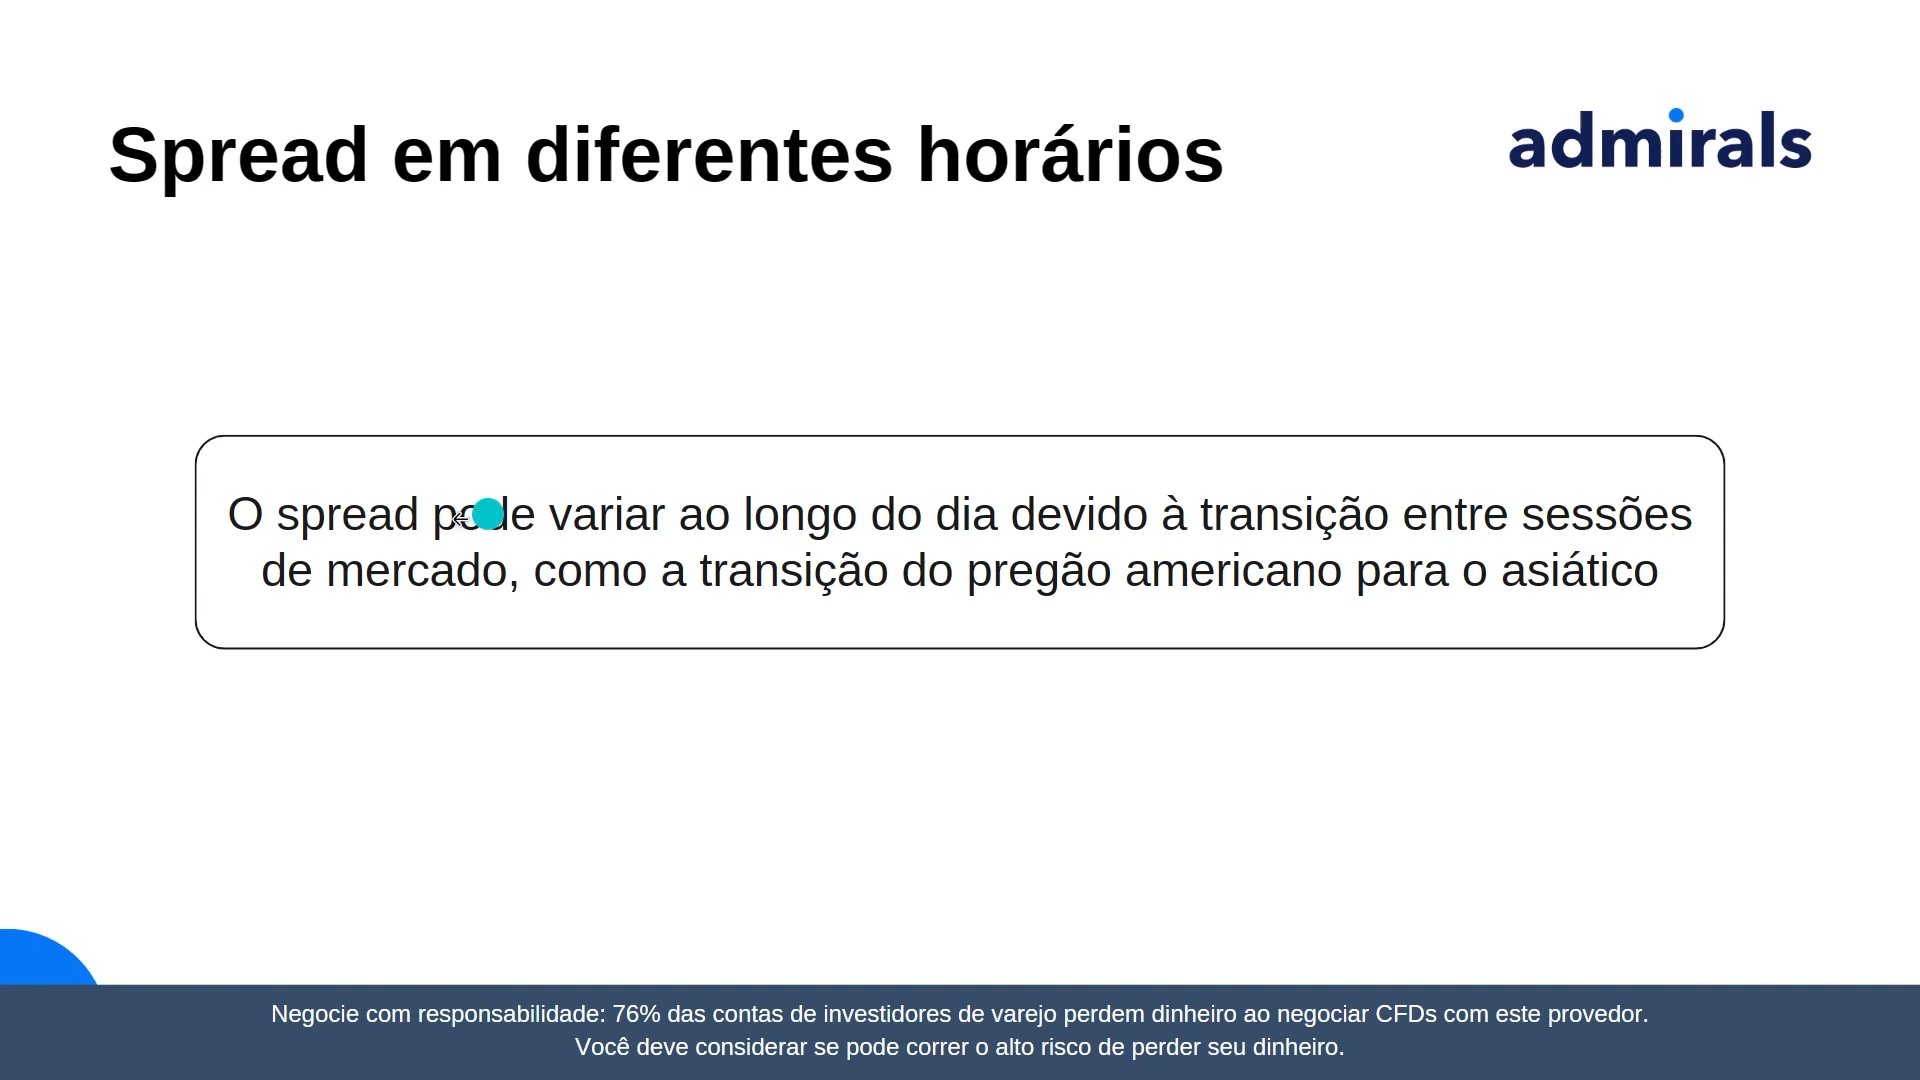 Spread em diferentes horários
admirals
O spread pode variar ao longo do dia devido à transição entre sessões
de mercado, como a transição do pregão americano para o asiático
Negocie com responsabilidade: 76% das contas de investidores de varejo perdem dinheiro ao negociar CFDs com este provedor.
Você deve considerar se pode correr o alto risco de perder seu dinheiro.